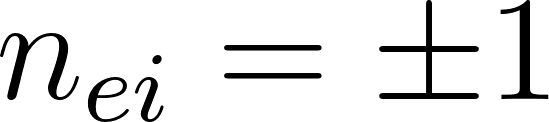 n_{ei} = ±1